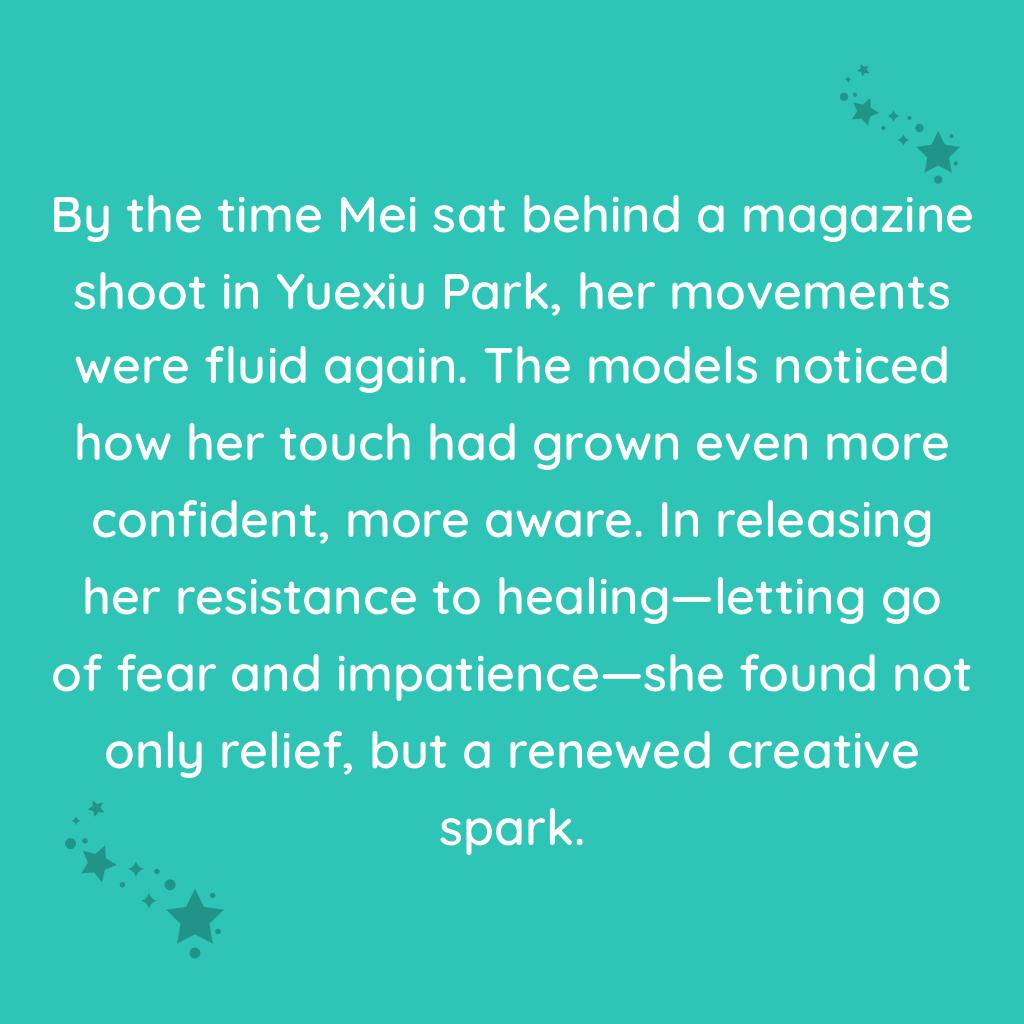 By the time Mei sat behind a magazine
shoot in Yuexiu Park, her movements
were fluid again. The models noticed
how her touch had grown even more
confident, more aware. In releasing
her resistance to healing—letting go
of fear and impatience—she found not
only relief, but a renewed creative
spark.